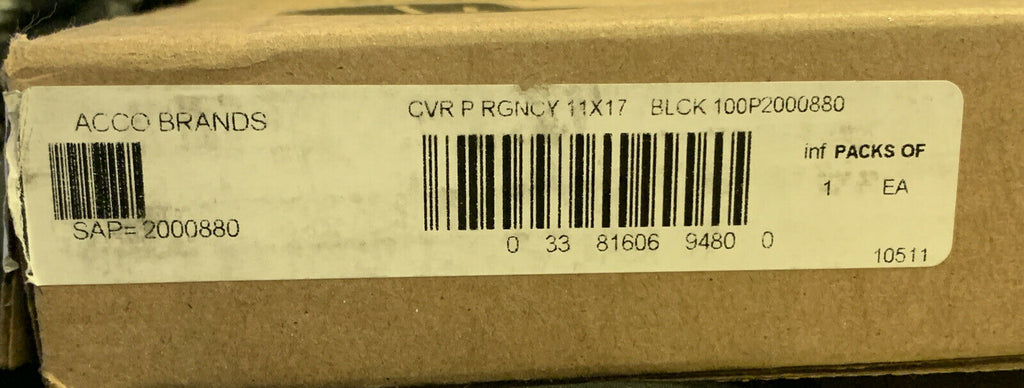 ACCO BRANDS
SAP= 2000880
CVR P RGNCY 11X17 BLCK 100P2000880
0 33 81606 9480 0
inf PACKS OF
1 EA
10511